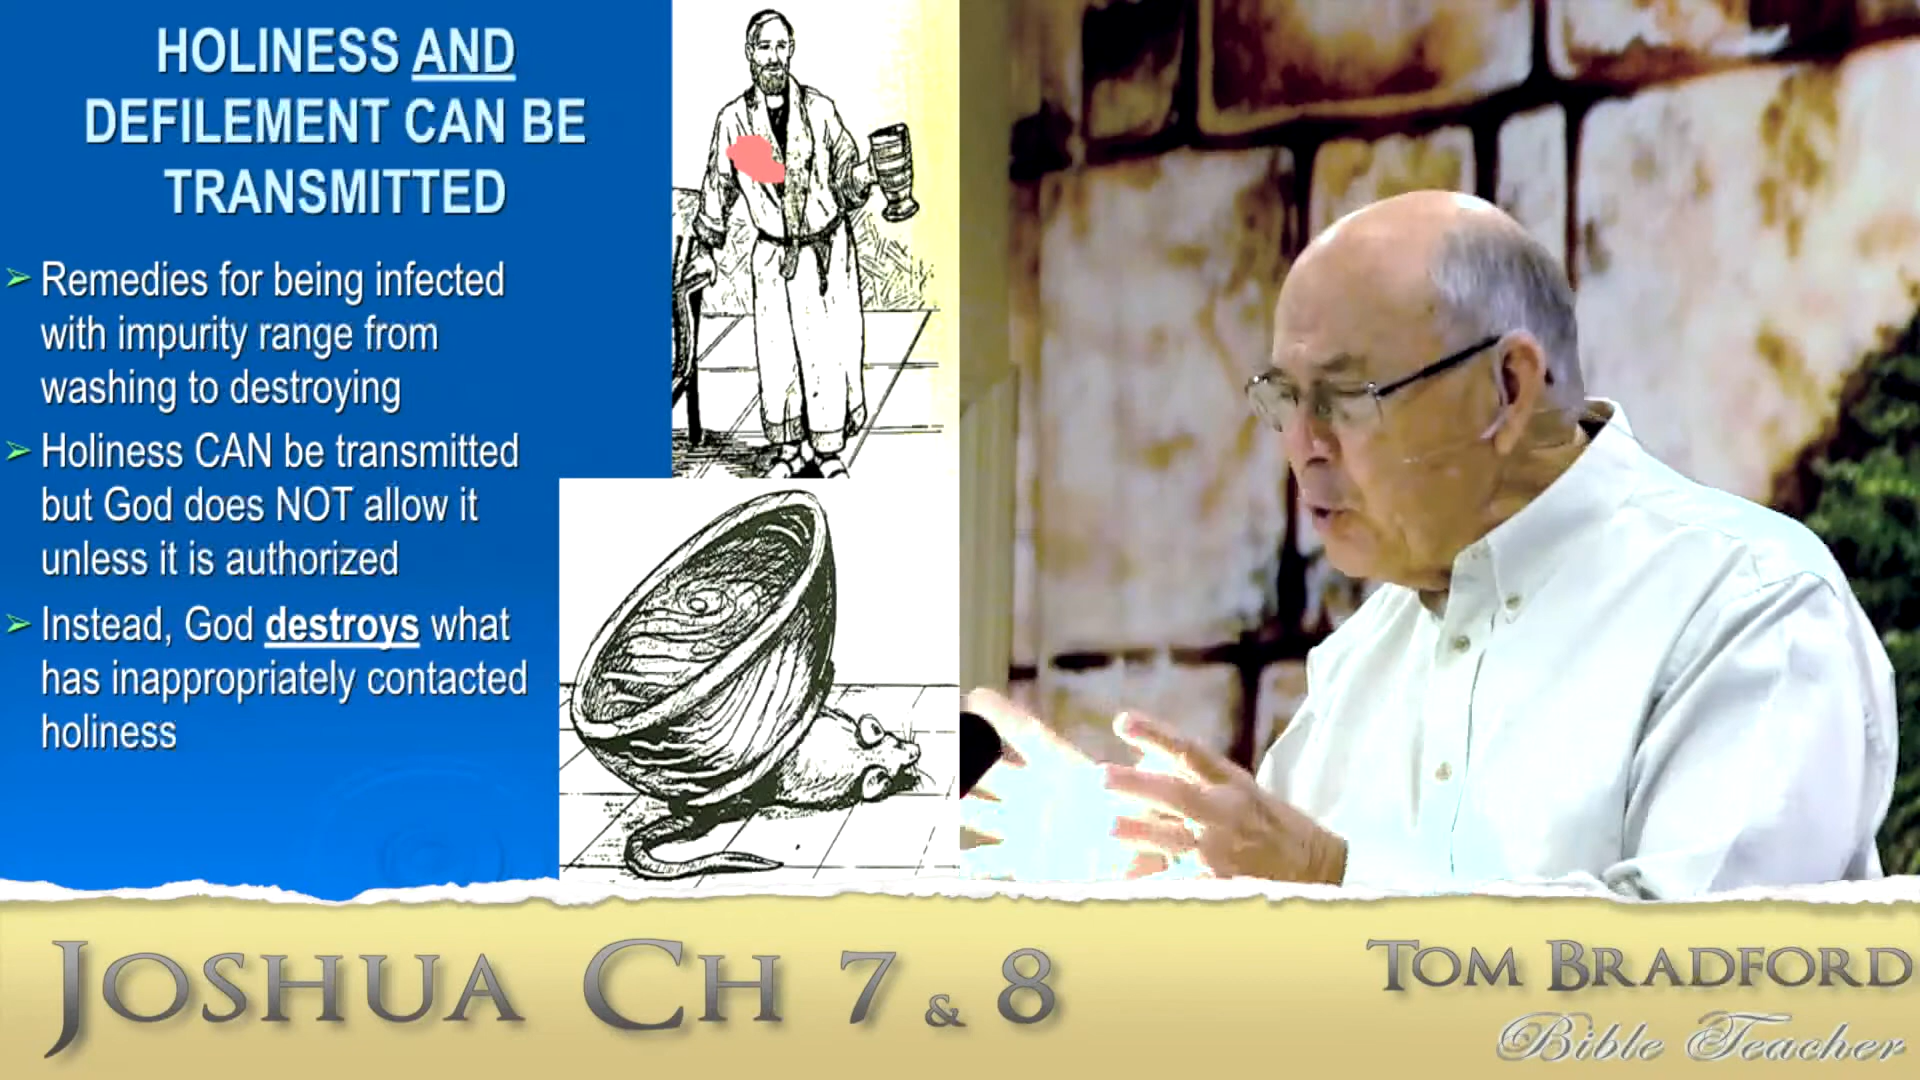 HOLINESS AND
DEFILEMENT CAN BE
TRANSMITTED
➢ Remedies for being infected
with impurity range from
washing to destroying
➢ Holiness CAN be transmitted
but God does NOT allow it
unless it is authorized
➢ Instead, God destroys what
has inappropriately contacted
holiness
JOSHUA CH 7 & 8
TOM BRADFORD
Bible Teacher